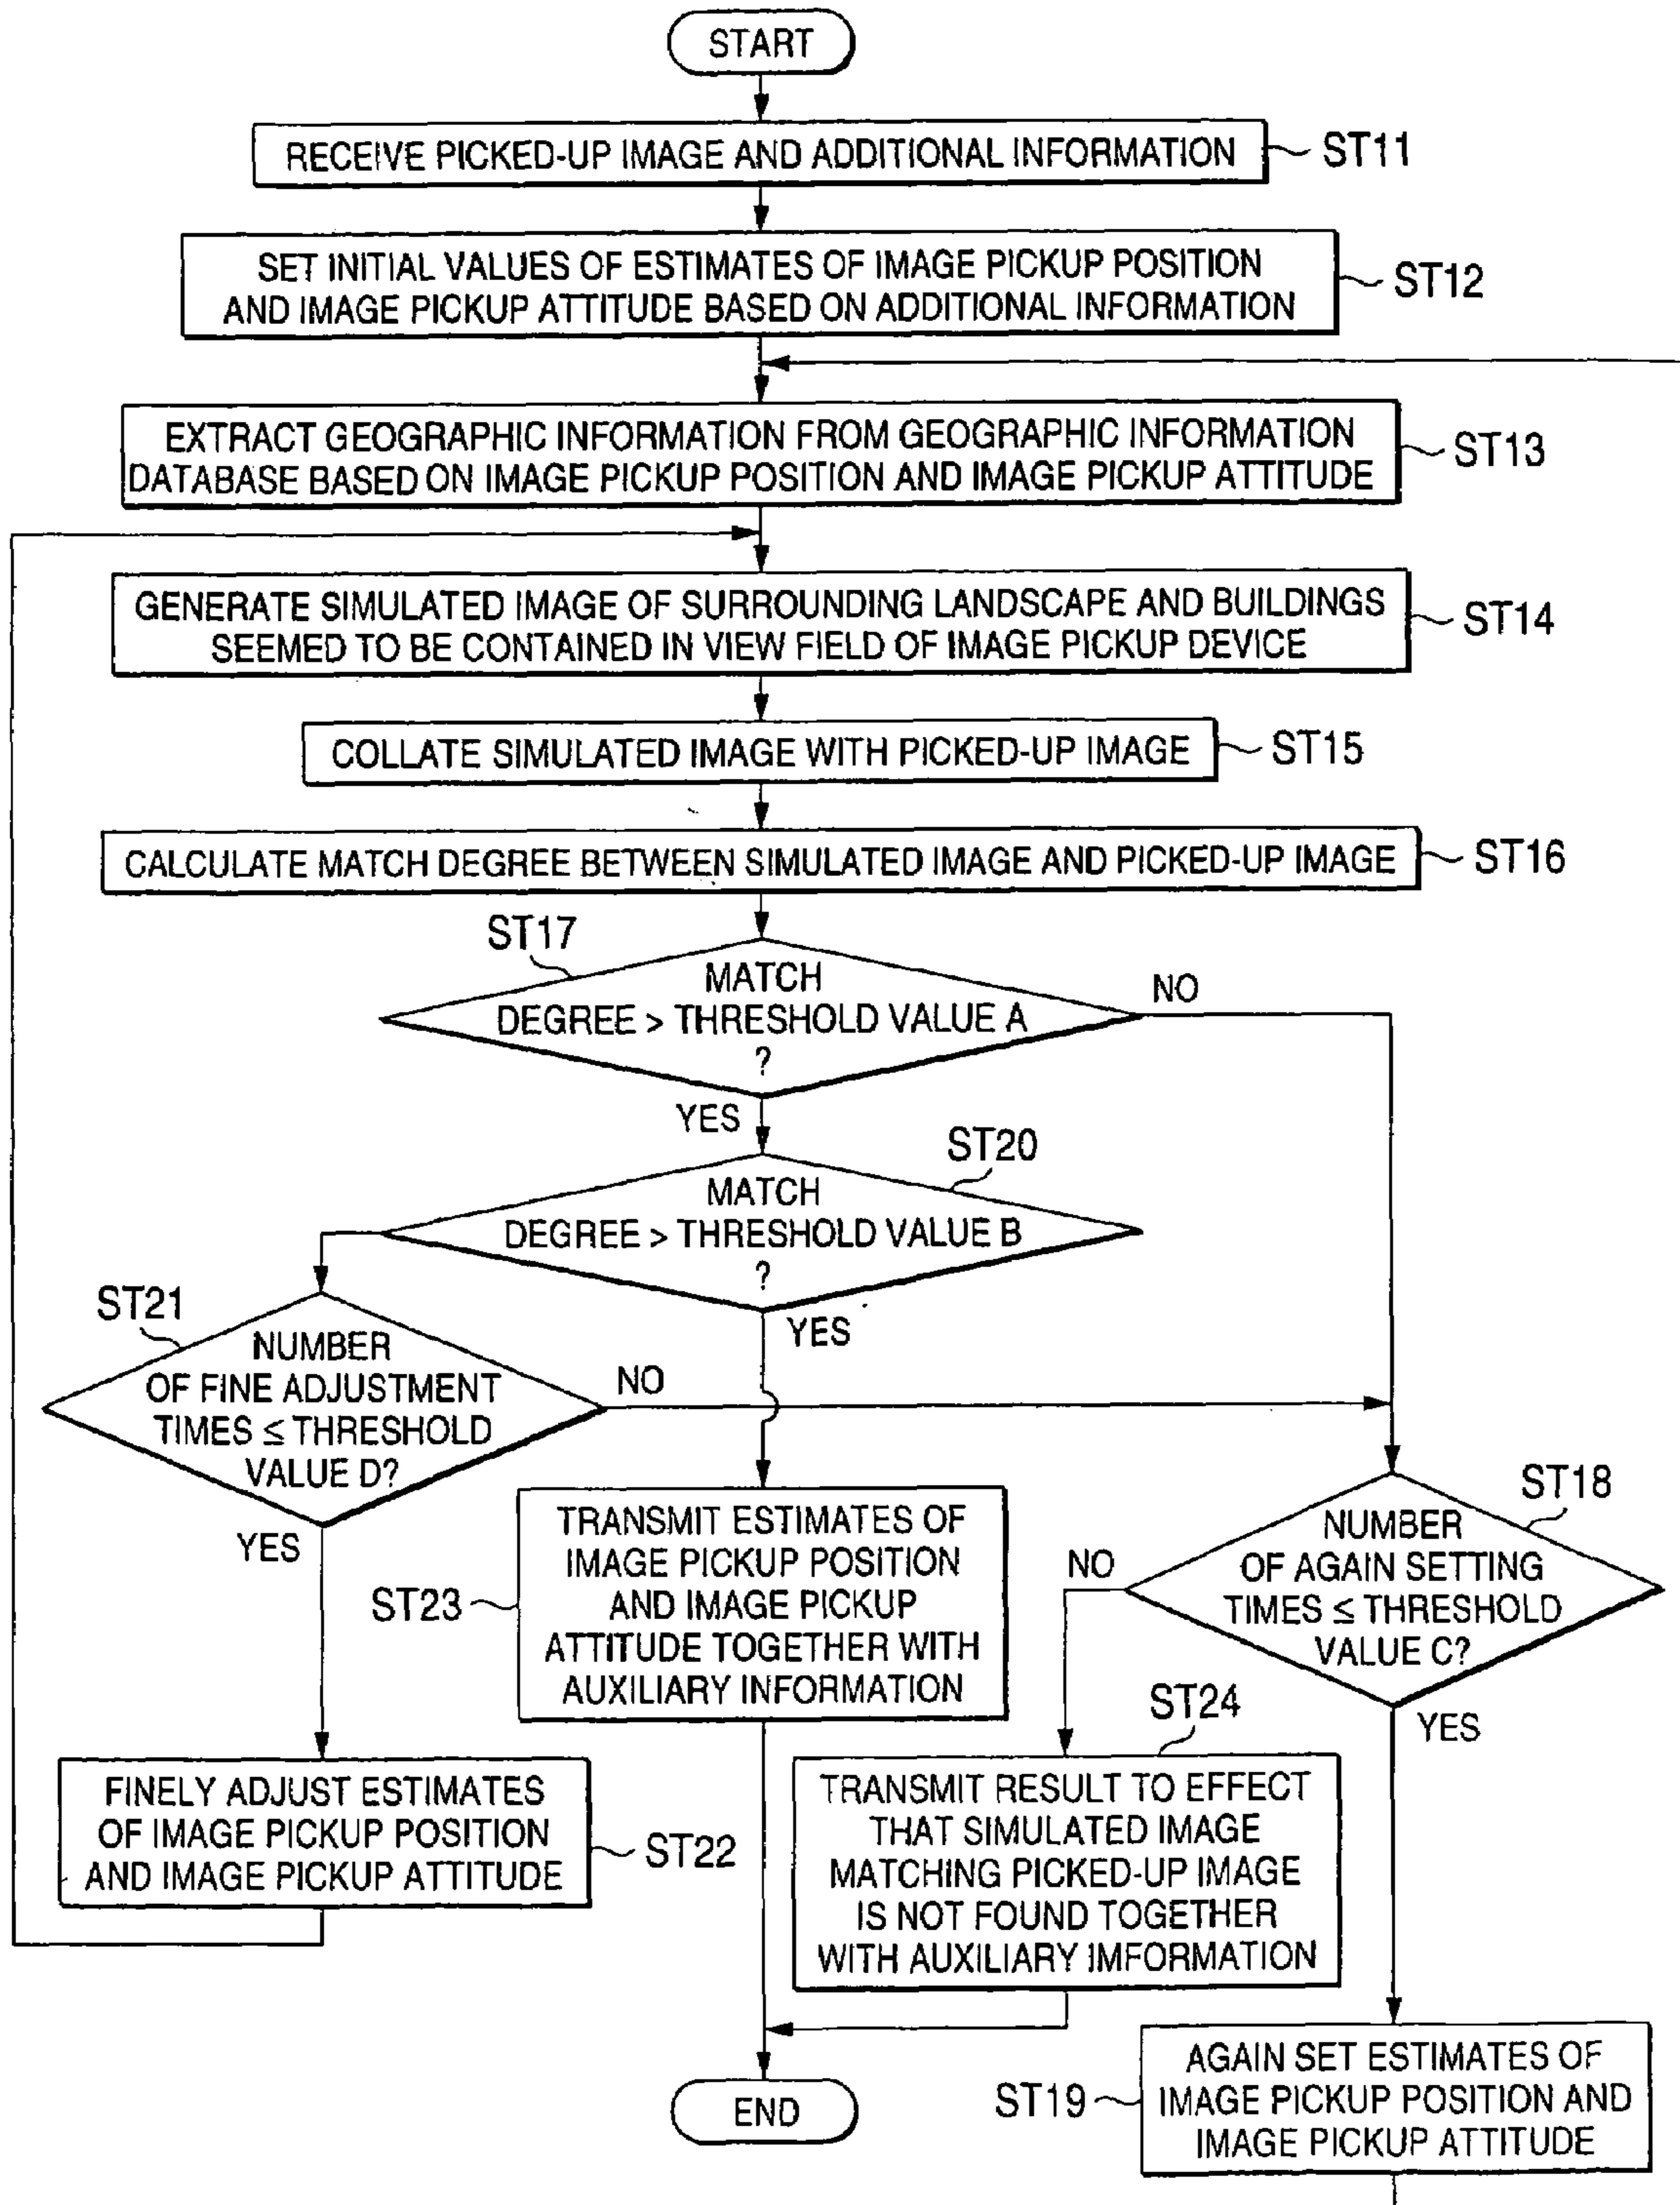 START
RECEIVE PICKED-UP IMAGE AND ADDITIONAL INFORMATION
ST11
SET INITIAL VALUES OF ESTIMATES OF IMAGE PICKUP POSITION
AND IMAGE PICKUP ATTITUDE BASED ON ADDITIONAL INFORMATION
ST12
EXTRACT GEOGRAPHIC INFORMATION FROM GEOGRAPHIC INFORMATION
DATABASE BASED ON IMAGE PICKUP POSITION AND IMAGE PICKUP ATTITUDE
ST13
GENERATE SIMULATED IMAGE OF SURROUNDING LANDSCAPE AND BUILDINGS
SEEMED TO BE CONTAINED IN VIEW FIELD OF IMAGE PICKUP DEVICE
ST14
COLLATE SIMULATED IMAGE WITH PICKED-UP IMAGE
ST15
CALCULATE MATCH DEGREE BETWEEN SIMULATED IMAGE AND PICKED-UP IMAGE
ST16
ST17
MATCH
DEGREE > THRESHOLD VALUE A
?
NO
YES
ST20
MATCH
DEGREE > THRESHOLD VALUE B
?
YES
ST21
NUMBER
OF FINE ADJUSTMENT
TIMES ≤ THRESHOLD
VALUE D?
NO
YES
ST18
NUMBER
OF AGAIN SETTING
TIMES ≤ THRESHOLD
VALUE C?
NO
YES
ST23
TRANSMIT ESTIMATES OF
IMAGE PICKUP POSITION
AND IMAGE PICKUP
ATTITUDE TOGETHER WITH
AUXILIARY INFORMATION
ST24
TRANSMIT RESULT TO EFFECT
THAT SIMULATED IMAGE
MATCHING PICKED-UP IMAGE
IS NOT FOUND TOGETHER
WITH AUXILIARY IMFORMATION
FINELY ADJUST ESTIMATES
OF IMAGE PICKUP POSITION
AND IMAGE PICKUP ATTITUDE
ST22
END
ST19
AGAIN SET ESTIMATES OF
IMAGE PICKUP POSITION AND
IMAGE PICKUP ATTITUDE